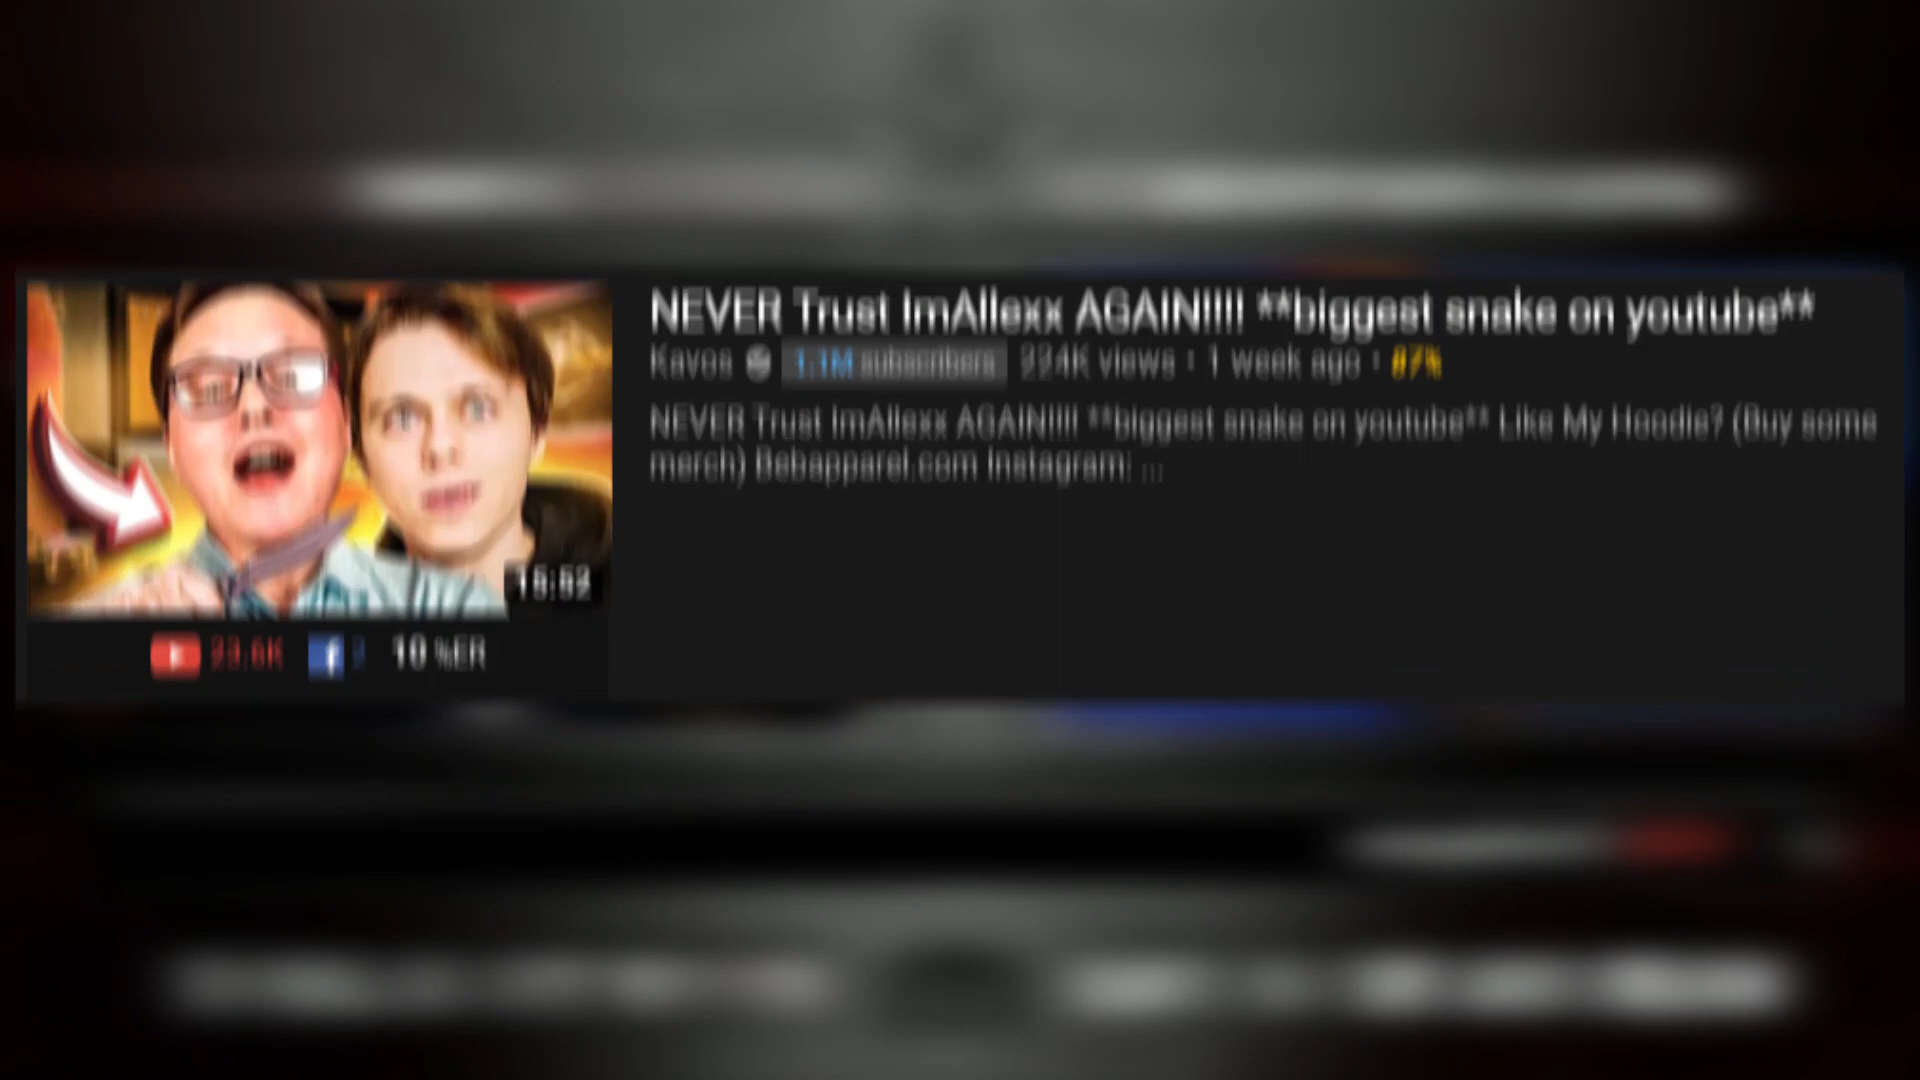 NEVER Trust ImAllexx AGAIN!!!! **biggest snake on youtube**
Kavos 1.1M subscribers 224K views • 1 week ago • 87%
NEVER Trust ImAllexx AGAIN!!!! **biggest snake on youtube** Like My Hoodie? (Buy some
merch) Bebapparel.com Instagram: ...
15:52
23.6K 10 %ER